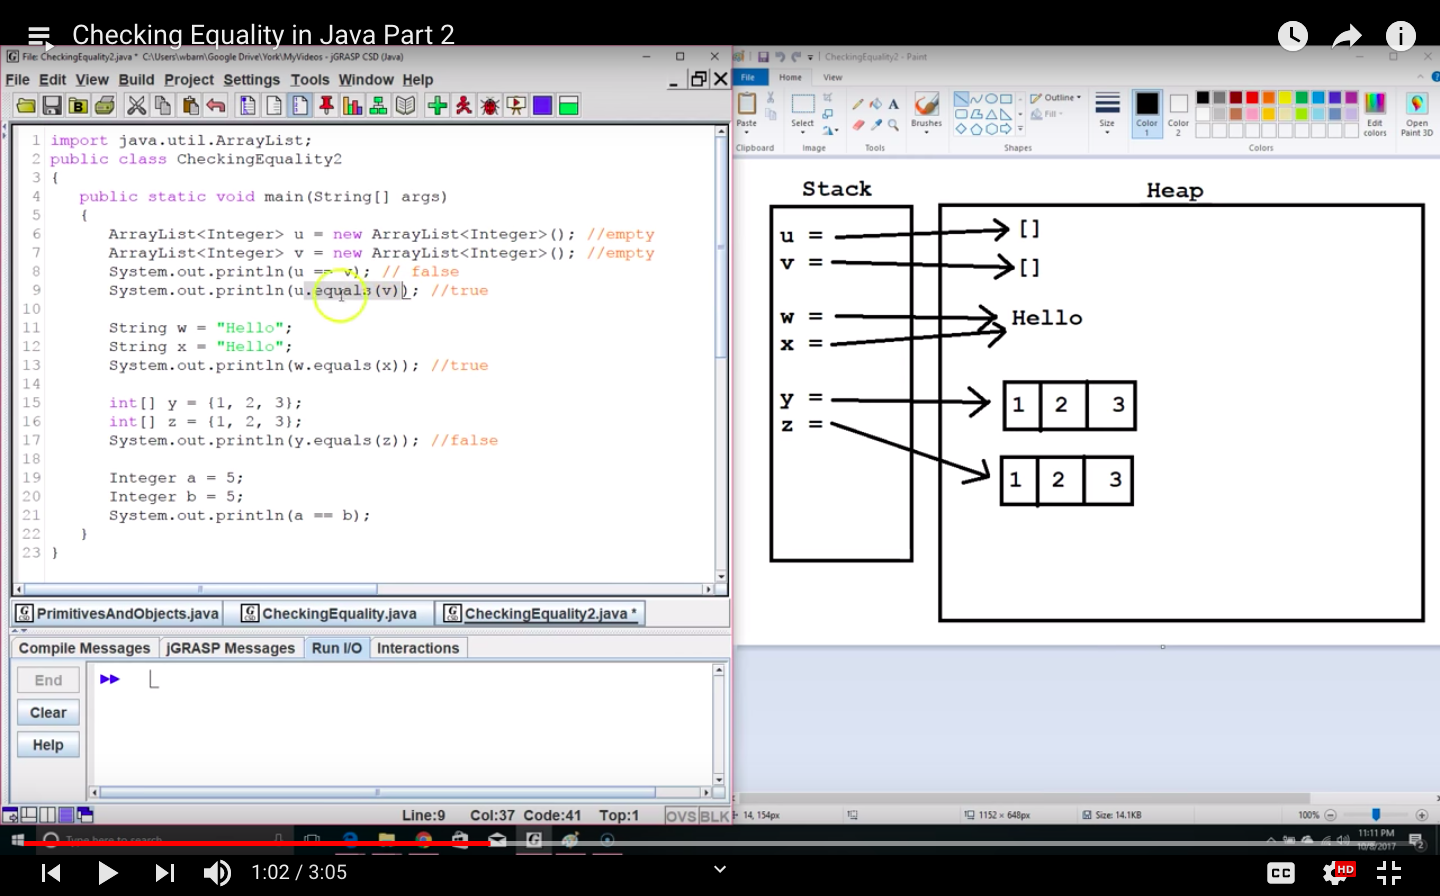 Checking Equality in Java Part 2
File: CheckingEquality2.java * C:\Users\wbarn\Google Drive\York\MyVideos - jGRASP CSD (Java)
File Edit View Build Project Settings Tools Window Help
1 import java.util.ArrayList;
2 public class CheckingEquality2
3 {
4 public static void main(String[] args)
5 {
6 ArrayList<Integer> u = new ArrayList<Integer>(); //empty
7 ArrayList<Integer> v = new ArrayList<Integer>(); //empty
8 System.out.println(u == v); // false
9 System.out.println(u.equals(v)); //true
10
11 String w = "Hello";
12 String x = "Hello";
13 System.out.println(w.equals(x)); //true
14
15 int[] y = {1, 2, 3};
16 int[] z = {1, 2, 3};
17 System.out.println(y.equals(z)); //false
18
19 Integer a = 5;
20 Integer b = 5;
21 System.out.println(a == b);
22 }
23 }
PrimitivesAndObjects.java CheckingEquality.java CheckingEquality2.java *
Compile Messages jGRASP Messages Run I/O Interactions
End
Clear
Help
Line:9 Col:37 Code:41 Top:1 OVS BLK
CheckingEquality2 - Paint
File Home View
Paste Select Brushes Outline Fill Size Color 1 Color 2 Edit colors Open Paint 3D
Clipboard Image Tools Shapes Colors
Stack Heap
u = []
v = []
w = Hello
x =
y = 1 2 3
z = 1 2 3
14, 154px 1152 × 648px Size: 14.1KB 100%
Type here to search
11:11 PM
10/8/2017
1:02 / 3:05 CC HD